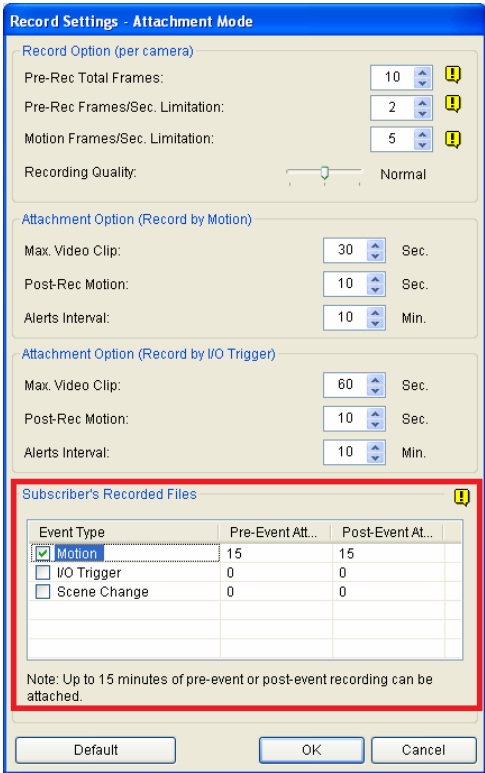 Record Settings - Attachment Mode
Record Option (per camera)
Pre-Rec Total Frames: 10
Pre-Rec Frames/Sec. Limitation: 2
Motion Frames/Sec. Limitation: 5
Recording Quality: Normal
Attachment Option (Record by Motion)
Max. Video Clip: 30 Sec.
Post-Rec Motion: 10 Sec.
Alerts Interval: 10 Min.
Attachment Option (Record by I/O Trigger)
Max. Video Clip: 60 Sec.
Post-Rec Motion: 10 Sec.
Alerts Interval: 10 Min.
Subscriber's Recorded Files
Event Type Pre-Event Att... Post-Event At...
Motion 15 15
I/O Trigger 0 0
Scene Change 0 0
Note: Up to 15 minutes of pre-event or post-event recording can be
attached.
Default OK Cancel